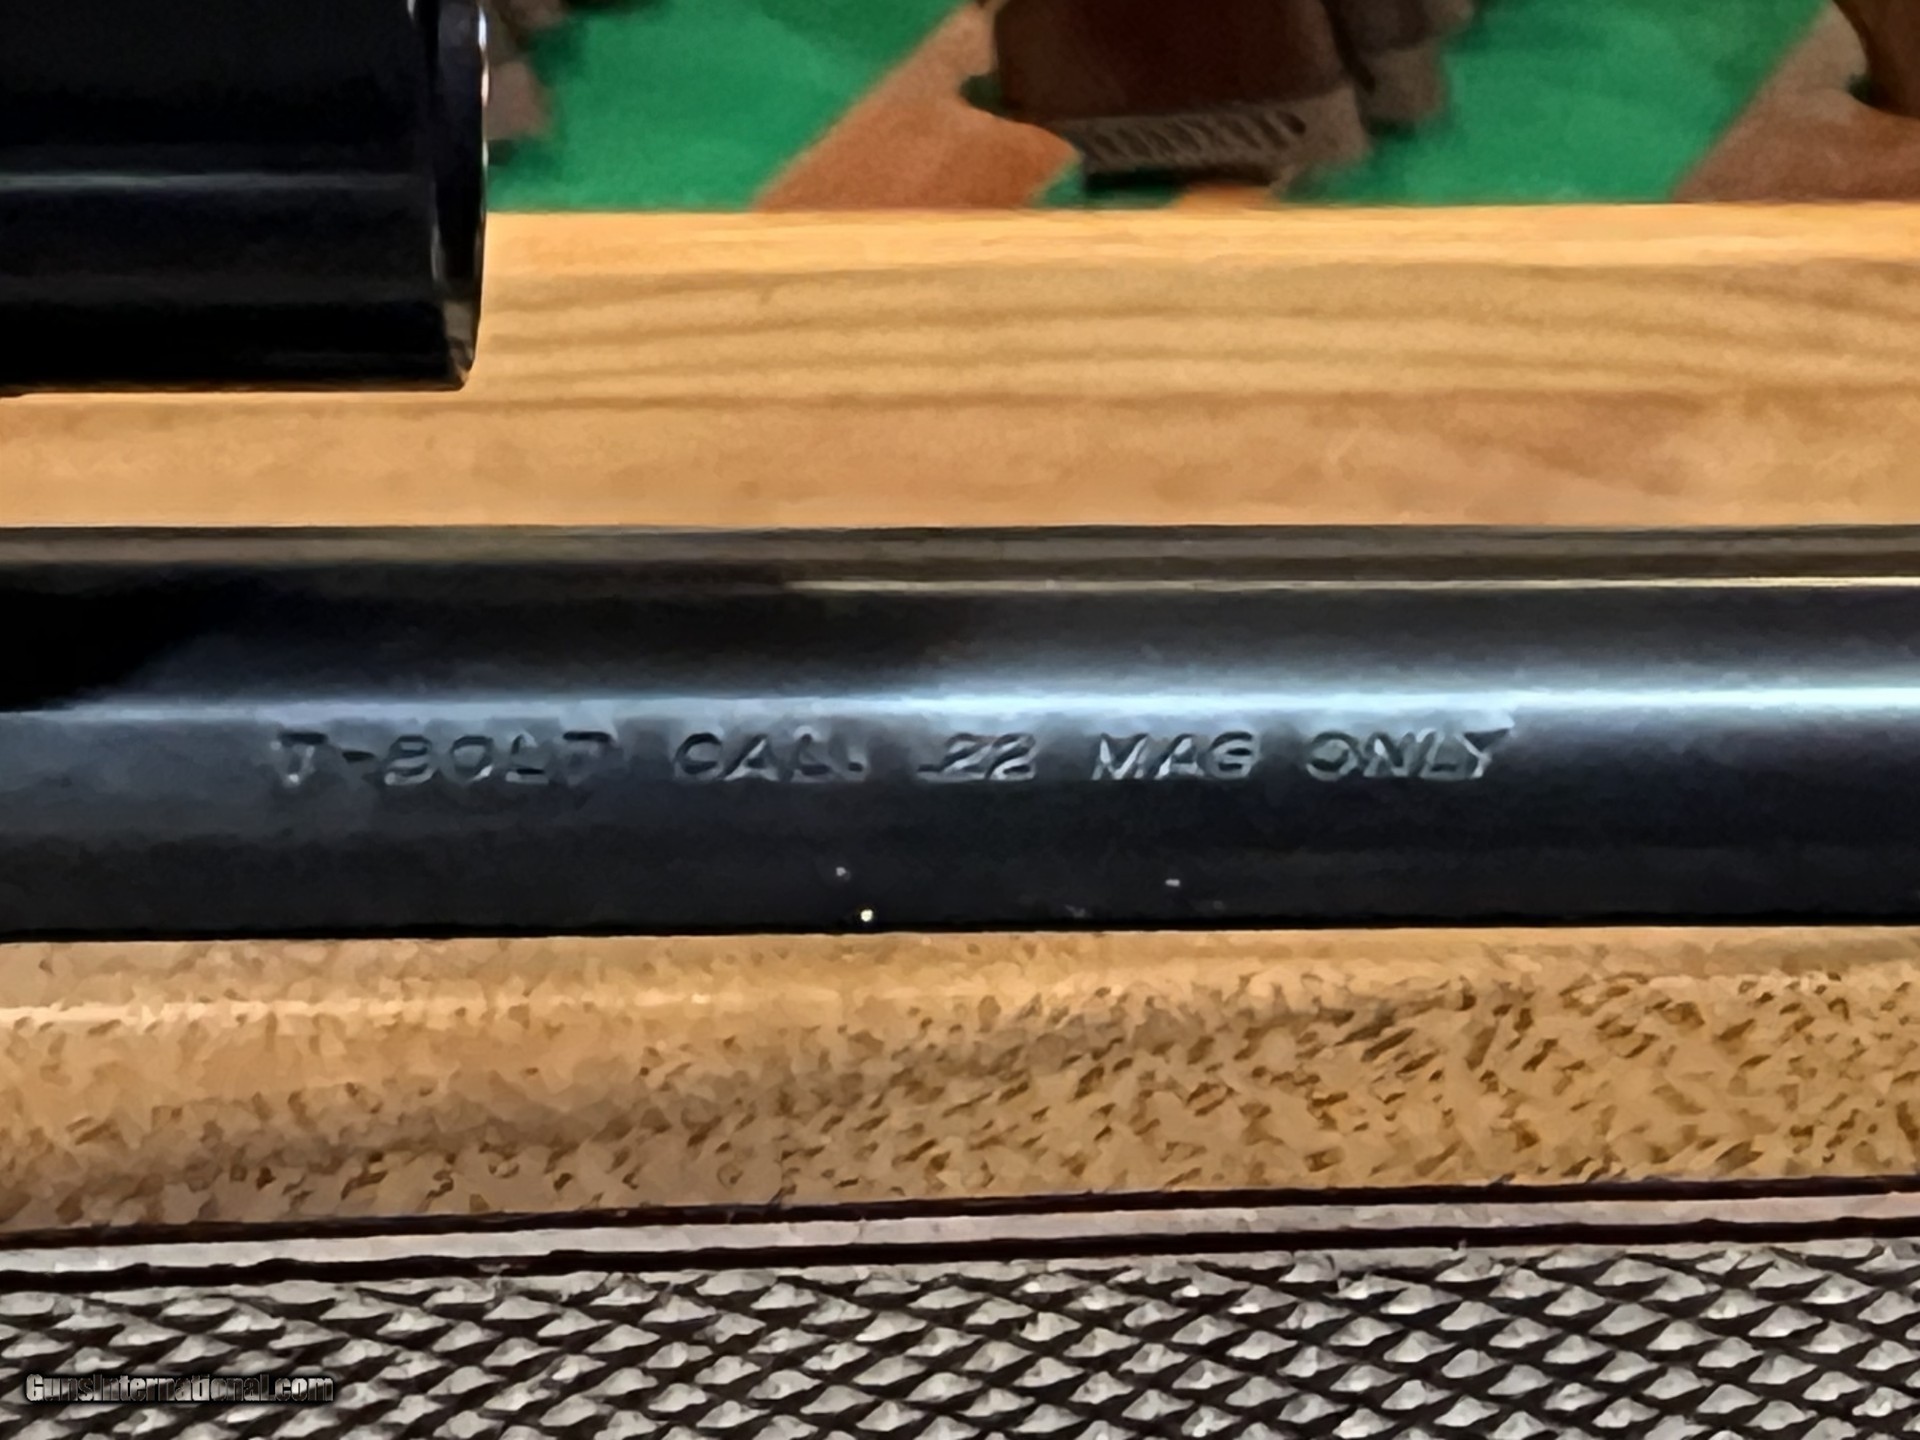 T-BOLT CAL. .22 MAG ONLY
GunsInternational.com